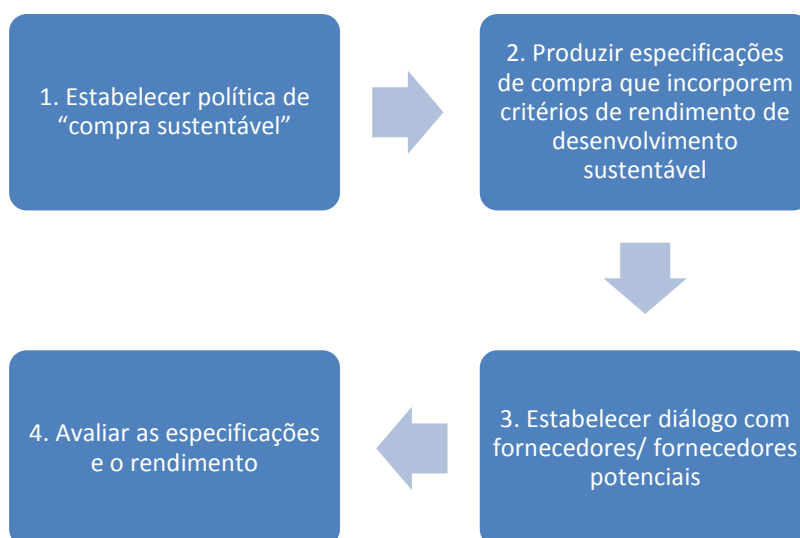 1. Estabelecer política de
“compra sustentável”
2. Produzir especificações
de compra que incorporem
critérios de rendimento de
desenvolvimento
sustentável
3. Estabelecer diálogo com
fornecedores/ fornecedores
potenciais
4. Avaliar as especificações
e o rendimento